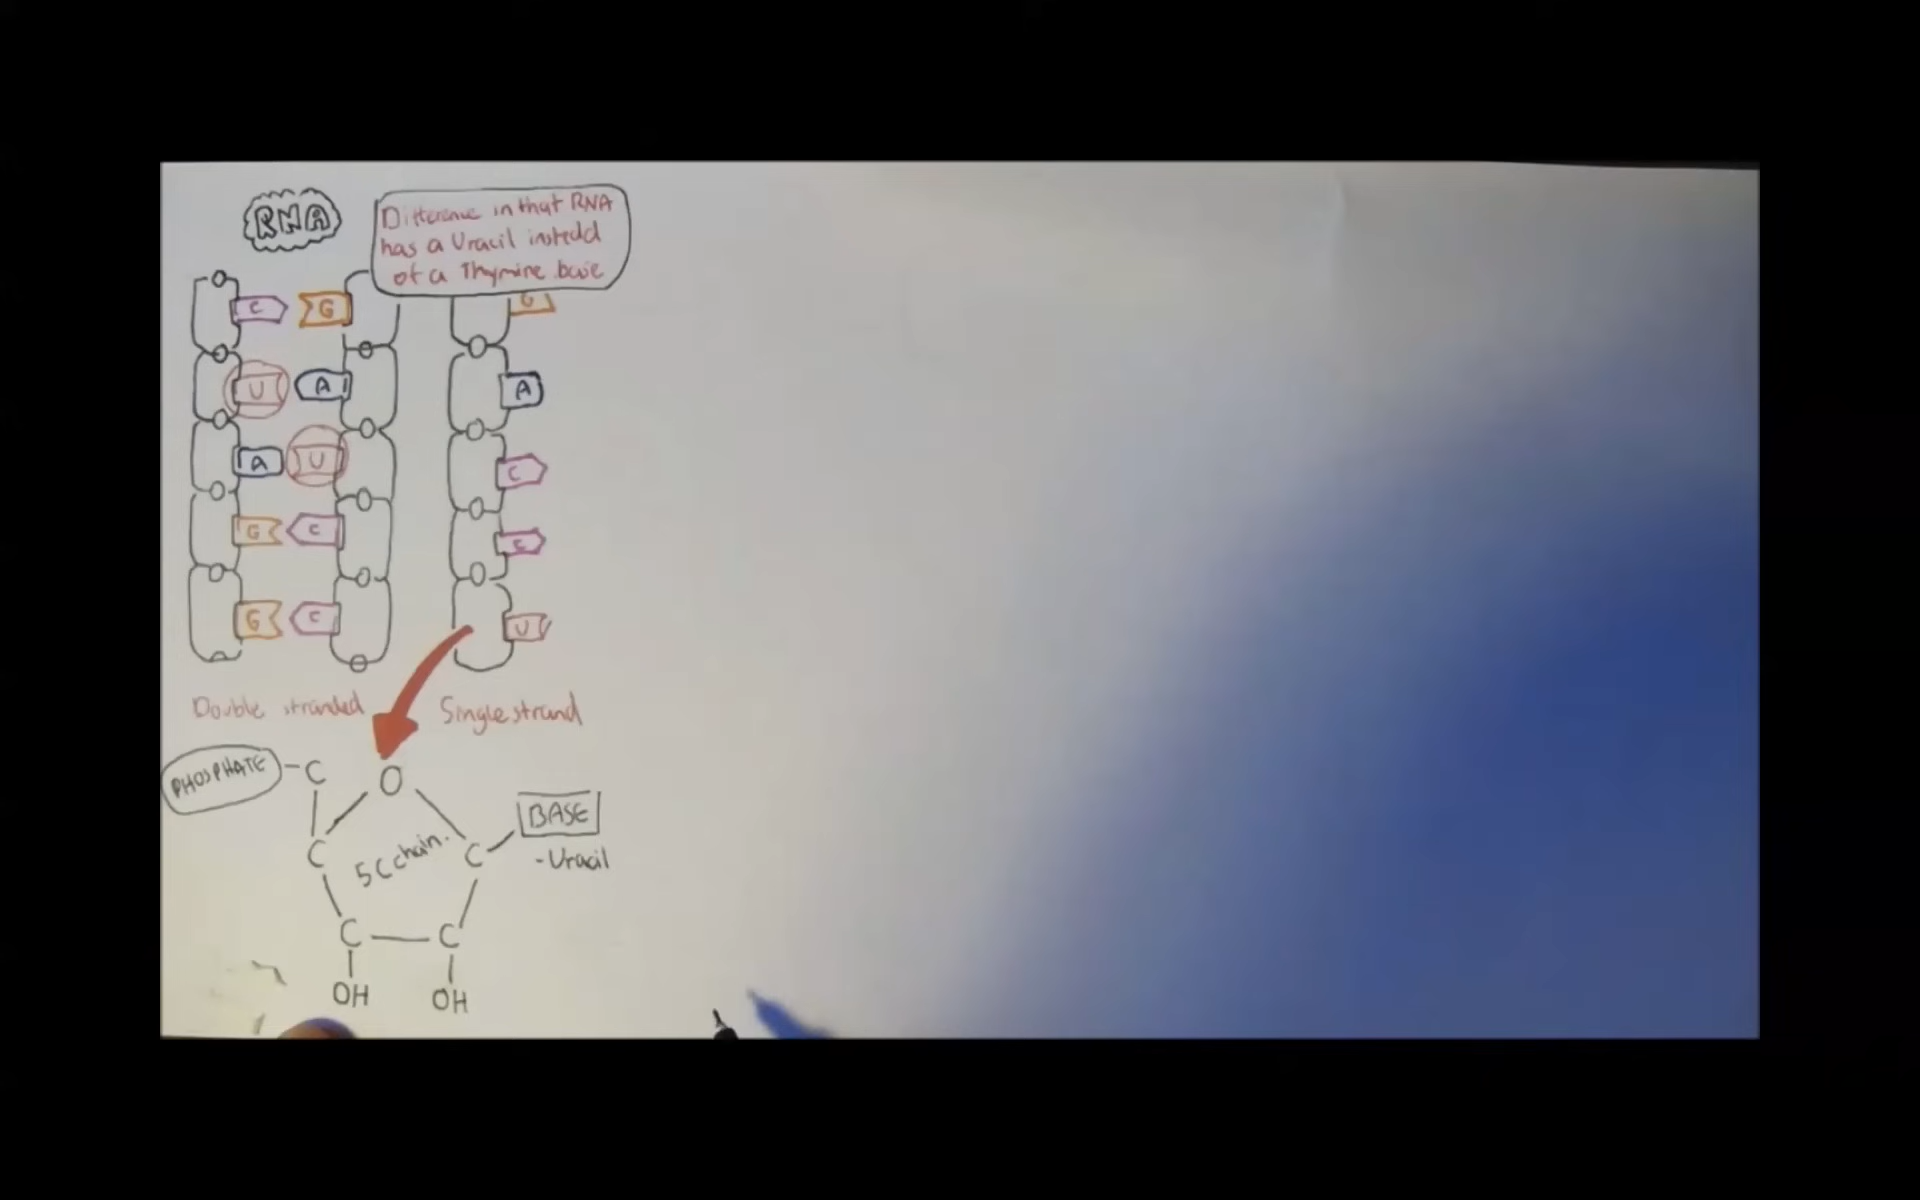 RNA
Difference in that RNA
has a Uracil instedd
of a Thymine base
C G G
U A A
A U C
G C C
G C U
Double stranded
Single strand
PHOSPHATE - C
O
BASE
C
5C chain.
C
- Uracil
C C
OH OH